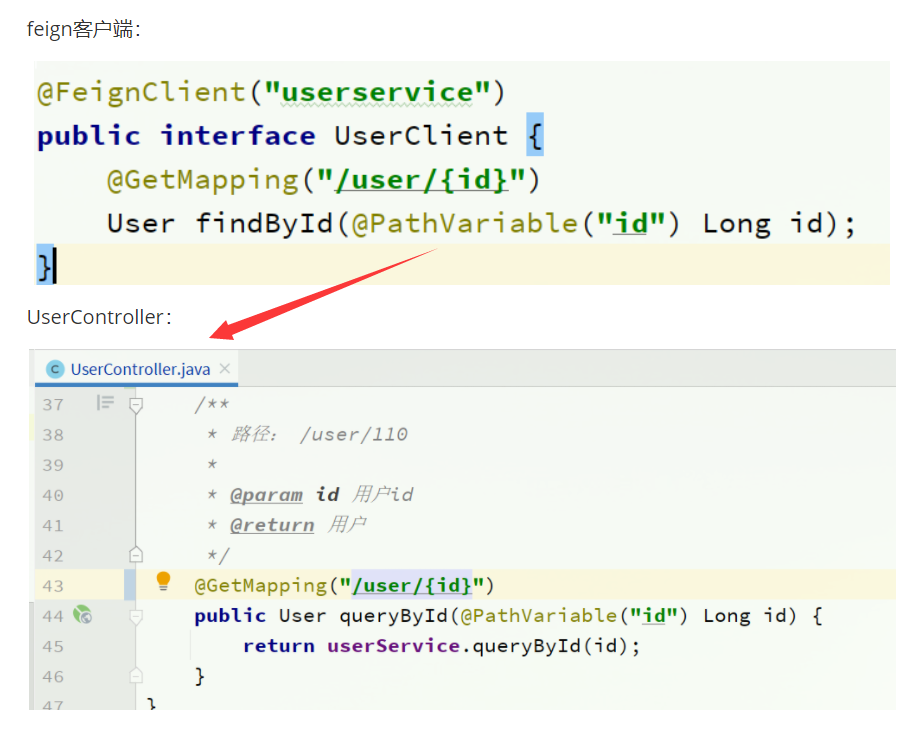 feign客户端：
@FeignClient("userservice")
public interface UserClient {
@GetMapping("/user/{id}")
User findById(@PathVariable("id") Long id);
}
UserController：
C UserController.java ×
37 /**
38 * 路径： /user/110
39 *
40 * @param id 用户id
41 * @return 用户
42 */
43 @GetMapping("/user/{id}")
44 public User queryById(@PathVariable("id") Long id) {
45 return userService.queryById(id);
46 }
47 }